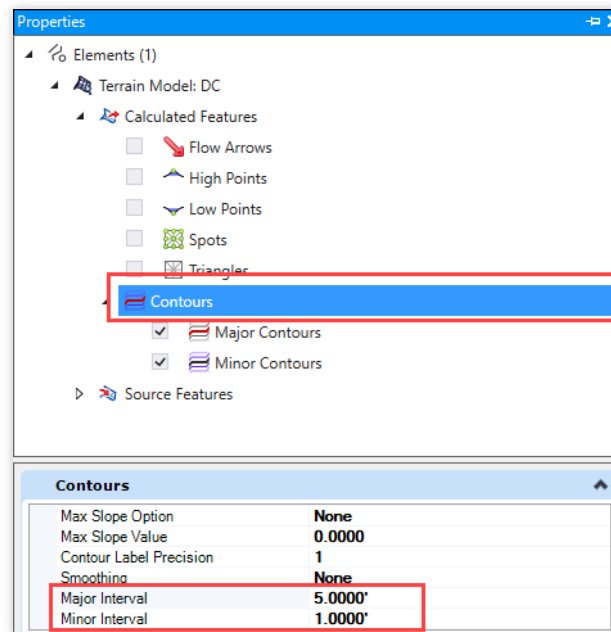 Properties
Elements (1)
Terrain Model: DC
Calculated Features
Flow Arrows
High Points
Low Points
Spots
Triangles
Contours
Major Contours
Minor Contours
Source Features
Contours
Max Slope Option None
Max Slope Value 0.0000
Contour Label Precision 1
Smoothing None
Major Interval 5.0000'
Minor Interval 1.0000'